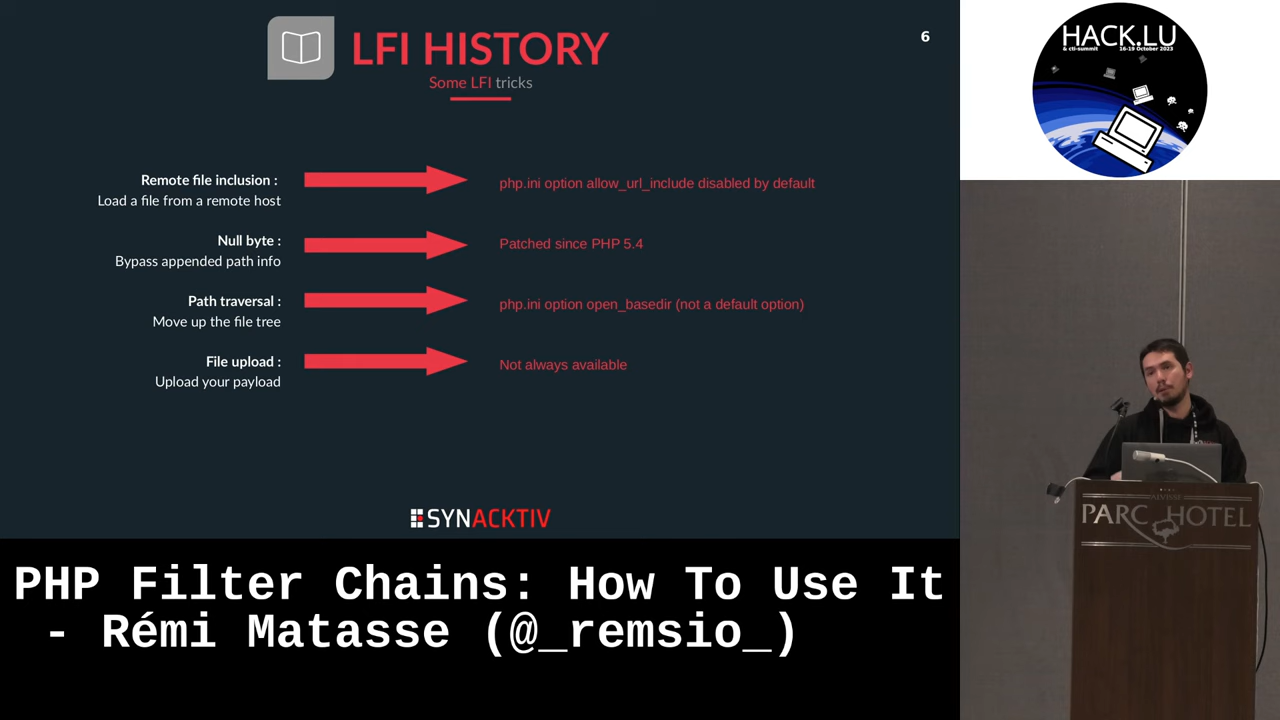 LFI HISTORY
Some LFI tricks
6
Remote file inclusion :
Load a file from a remote host
php.ini option allow_url_include disabled by default
Null byte :
Bypass appended path info
Patched since PHP 5.4
Path traversal :
Move up the file tree
php.ini option open_basedir (not a default option)
File upload :
Upload your payload
Not always available
SYNACKTIV
HACK.LU
& cti-summit 16-19 October 2023
ALVISSE
PARC HOTEL
PHP Filter Chains: How To Use It
- Rémi Matasse (@_remsio_)